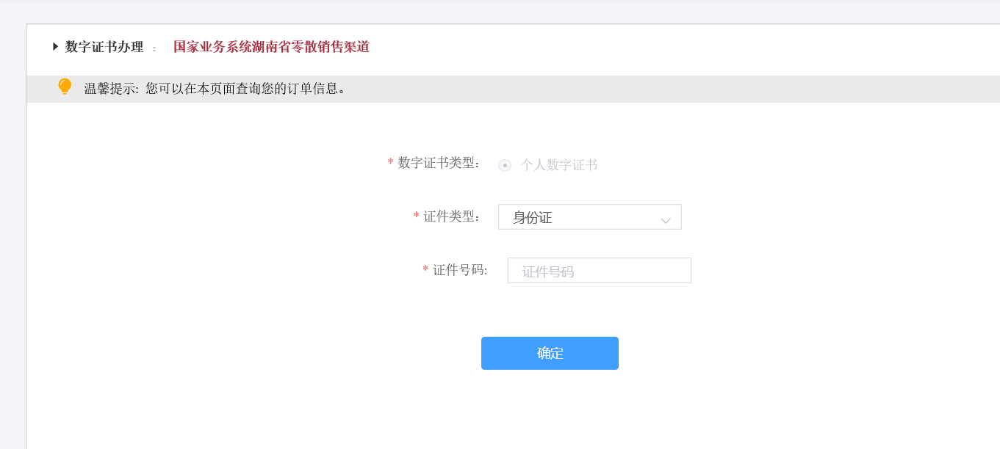 数字证书办理 : 国家业务系统湖南省零散销售渠道
温馨提示: 您可以在本页面查询您的订单信息。
* 数字证书类型: 个人数字证书
* 证件类型: 身份证
* 证件号码: 证件号码
确定